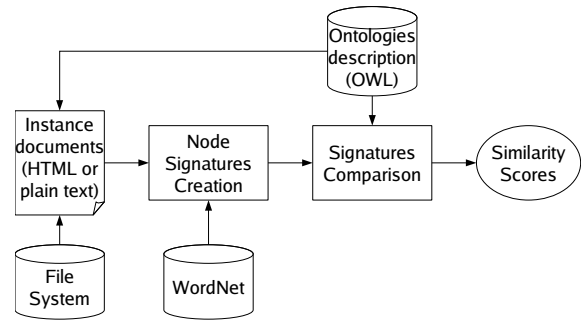 Ontologies
description
(OWL)
Instance
documents
(HTML or
plain text)
Node
Signatures
Creation
Signatures
Comparison
Similarity
Scores
File
System
WordNet